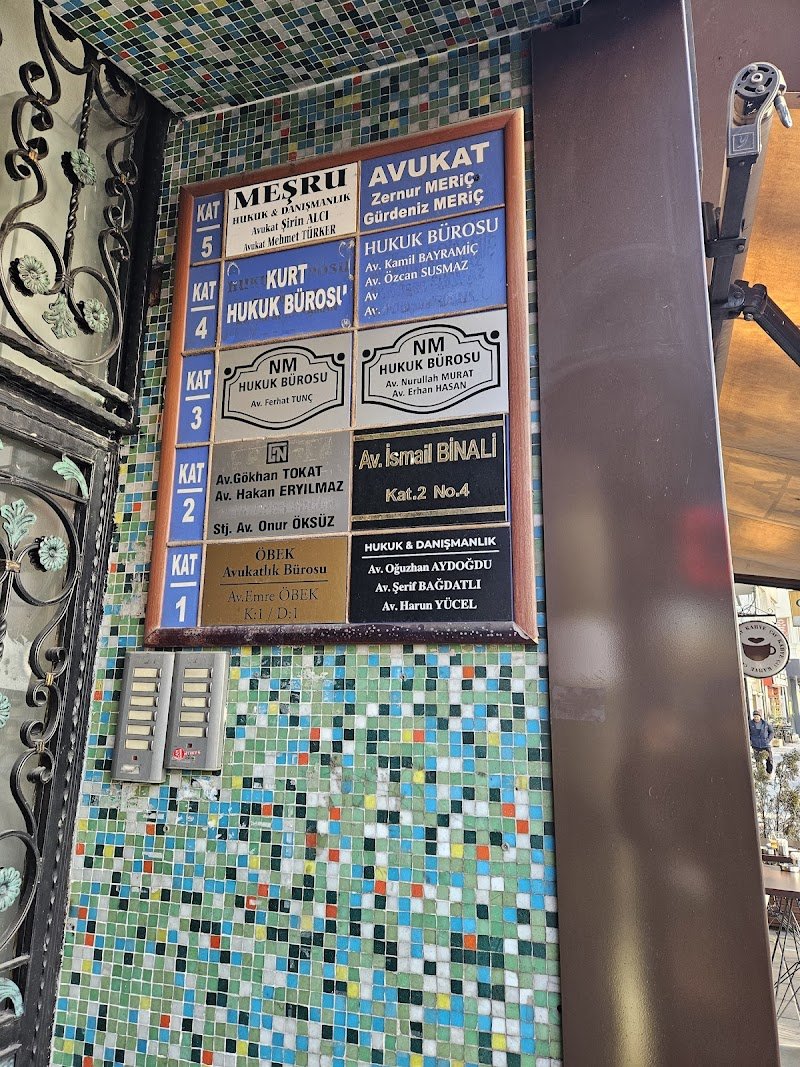 KAT
5
MEŞRU
HUKUK & DANIŞMANLIK
Avukat Şirin ALCI
Avukat Mehmet TÜRKER
AVUKAT
Zernur MERİÇ
Gürdeniz MERİÇ
KAT
4
KURT
HUKUK BÜROSU
HUKUK BÜROSU
Av. Kamil BAYRAMİÇ
Av. Özcan SUSMAZ
Av
Av.
KAT
3
NM
HUKUK BÜROSU
Av. Ferhat TUNÇ
NM
HUKUK BÜROSU
Av. Nurullah MURAT
Av. Erhan HASAN
KAT
2
Av.Gökhan TOKAT
Av. Hakan ERYILMAZ
Stj. Av. Onur ÖKSÜZ
Av. İsmail BİNALİ
Kat.2 No.4
KAT
1
ÖBEK
Avukatlık Bürosu
Av.Emre ÖBEK
K:1 / D:1
HUKUK & DANIŞMANLIK
Av. Oğuzhan AYDOĞDU
Av. Şerif BAĞDATLI
Av. Harun YÜCEL